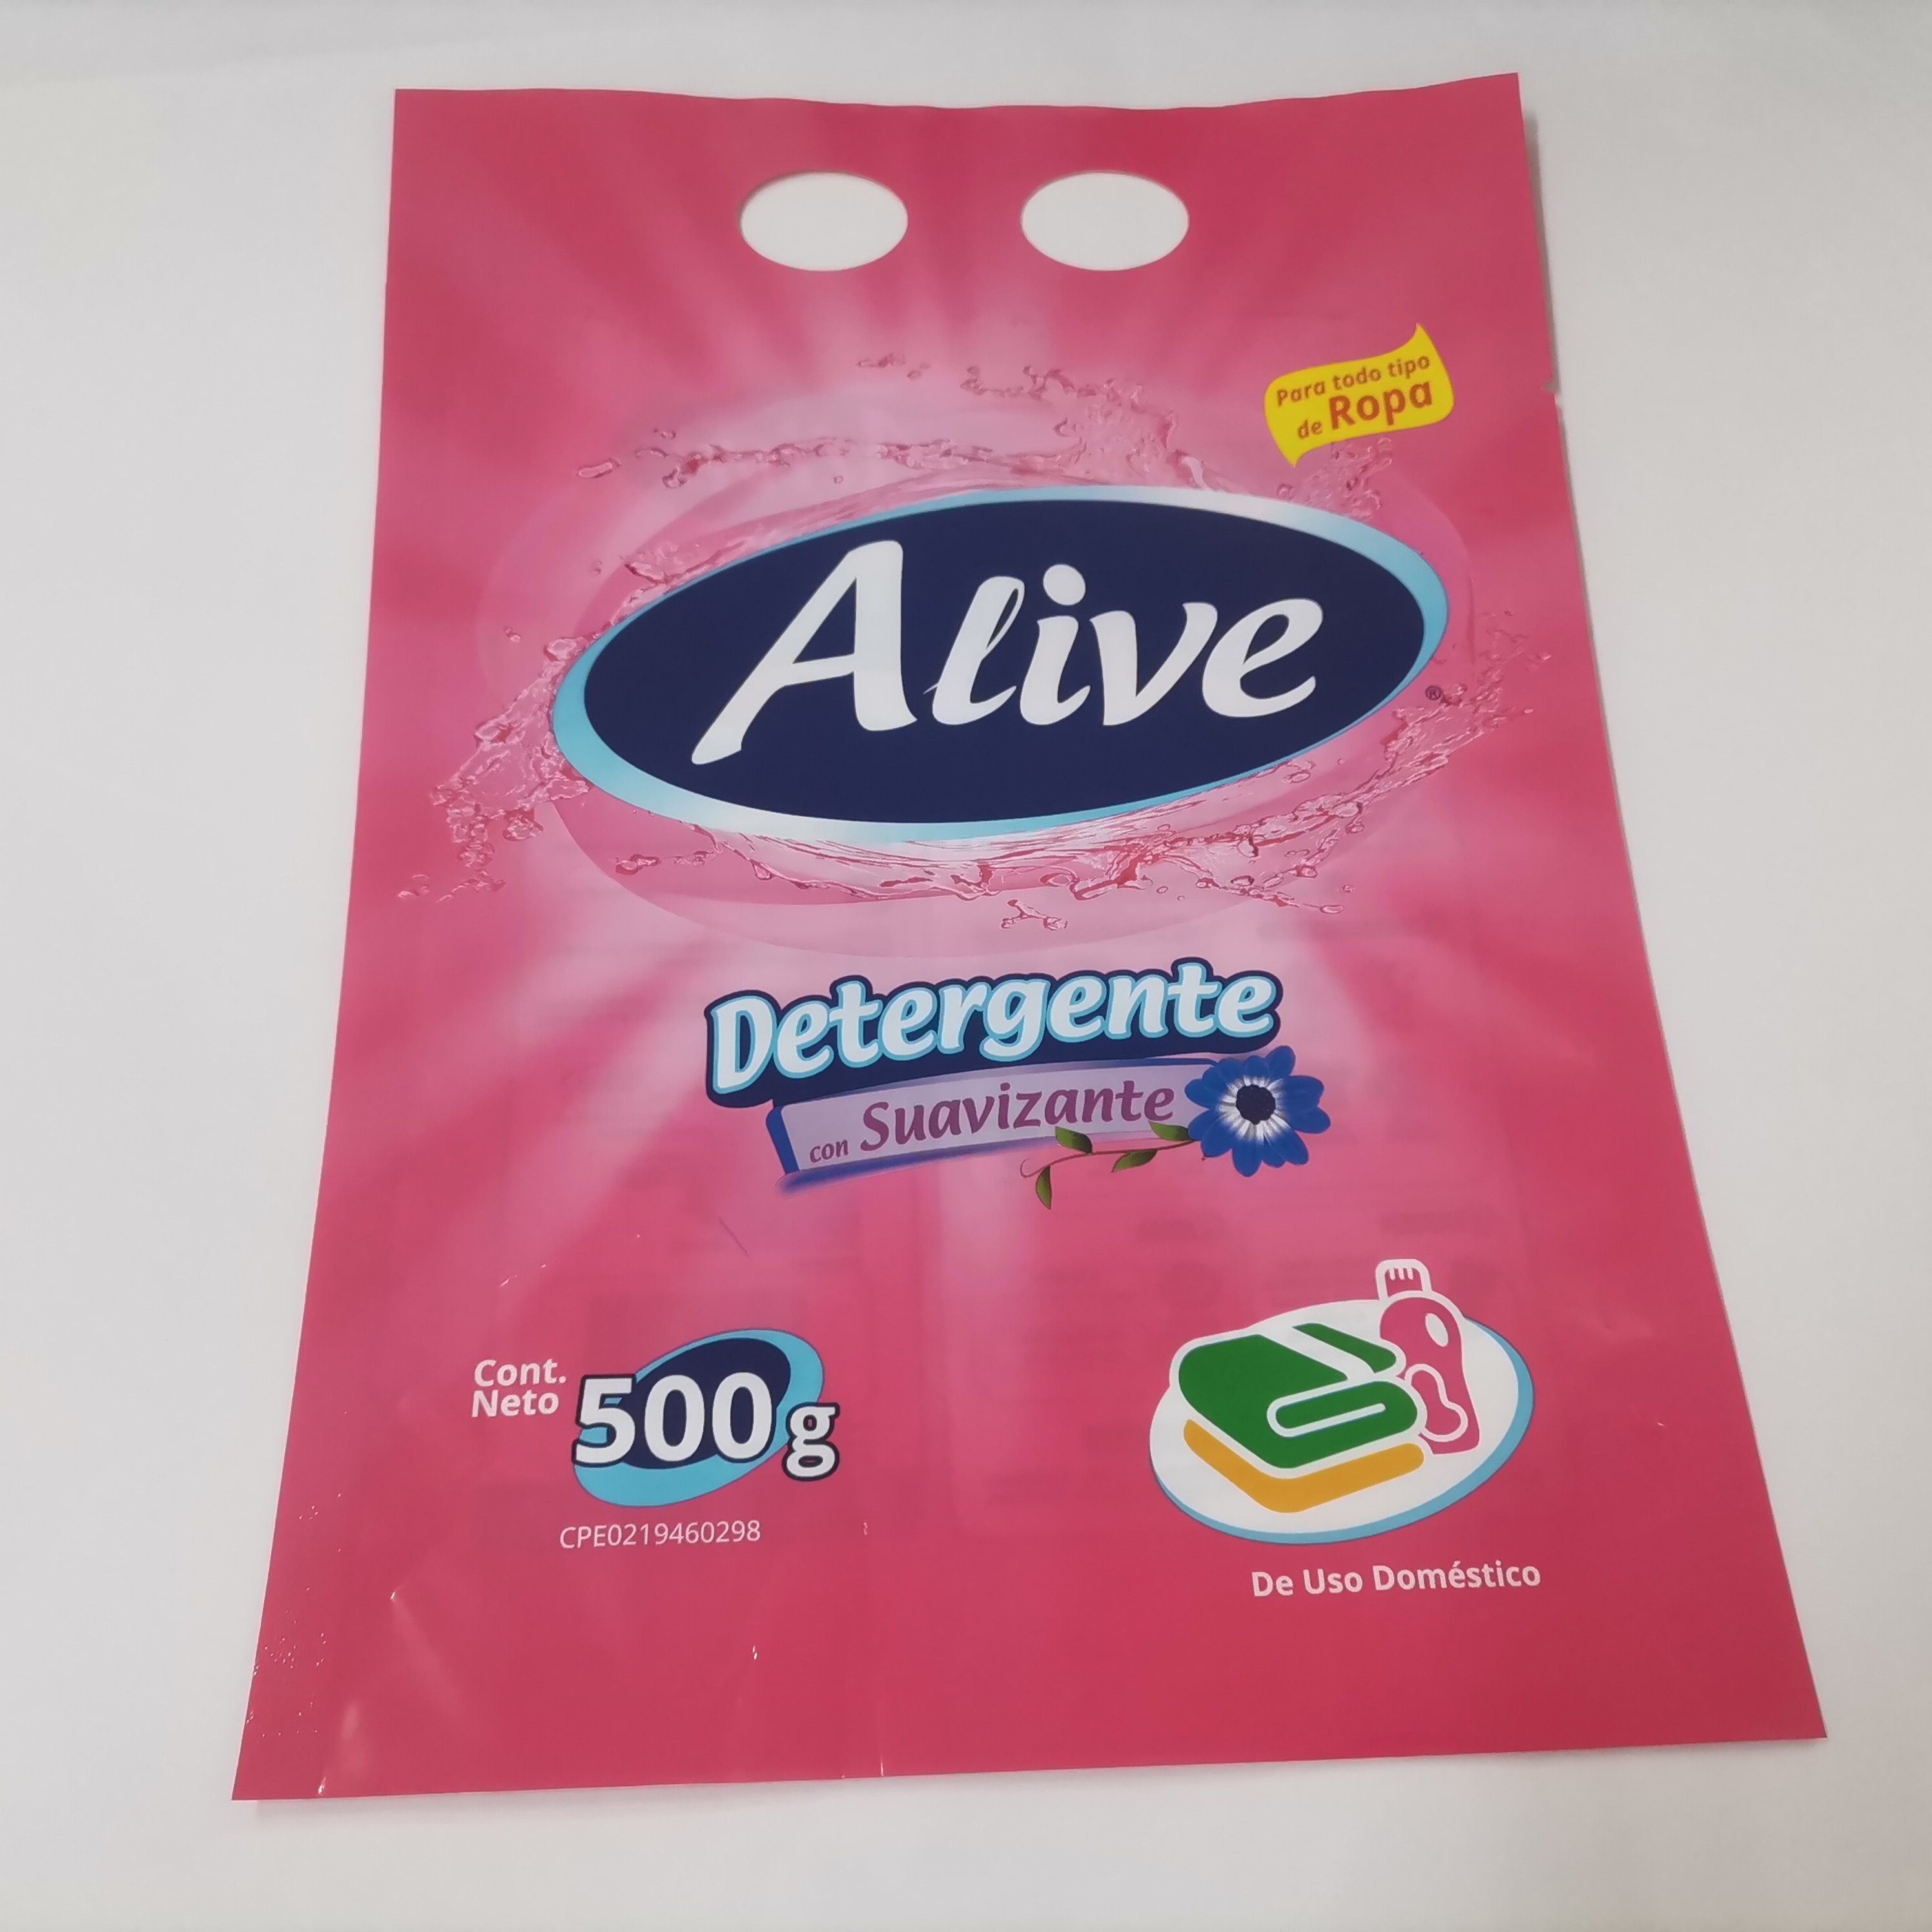 Para todo tipo
de Ropa
Alive
®
Detergente
con Suavizante
Cont.
Neto
500g
CPE0219460298
De Uso Doméstico